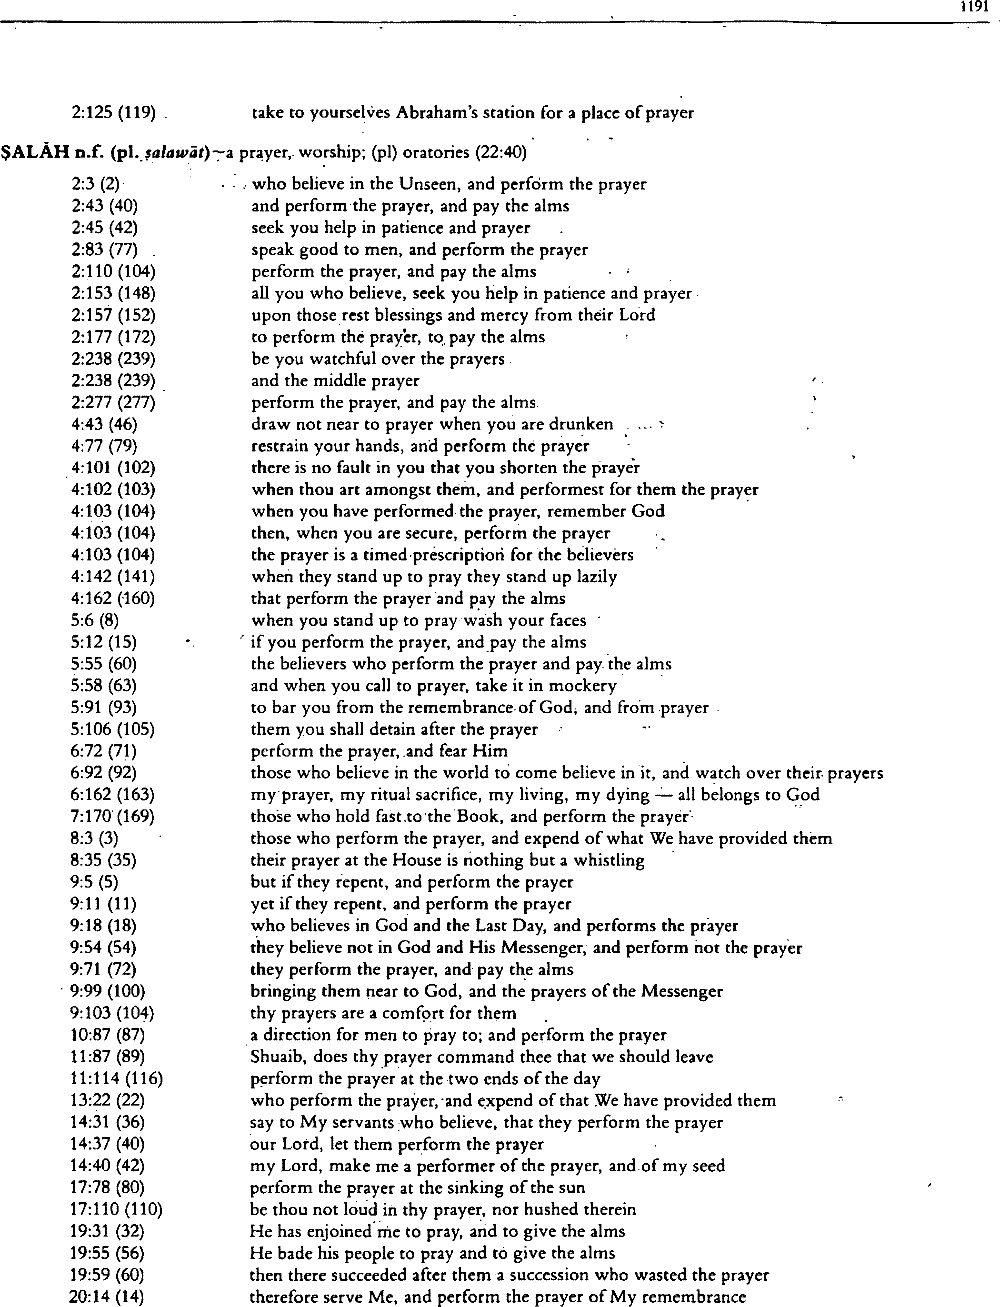 1191
2:125 (119) take to yourselves Abraham's station for a place of prayer
ṢALĀH n.f. (pl. ṣalawāt)—a prayer, worship; (pl) oratories (22:40)
2:3 (2) who believe in the Unseen, and perform the prayer
2:43 (40) and perform the prayer, and pay the alms
2:45 (42) seek you help in patience and prayer
2:83 (77) speak good to men, and perform the prayer
2:110 (104) perform the prayer, and pay the alms
2:153 (148) all you who believe, seek you help in patience and prayer
2:157 (152) upon those rest blessings and mercy from their Lord
2:177 (172) to perform the prayer, to pay the alms
2:238 (239) be you watchful over the prayers
2:238 (239) and the middle prayer
2:277 (277) perform the prayer, and pay the alms
4:43 (46) draw not near to prayer when you are drunken
4:77 (79) restrain your hands, and perform the prayer
4:101 (102) there is no fault in you that you shorten the prayer
4:102 (103) when thou art amongst them, and performest for them the prayer
4:103 (104) when you have performed the prayer, remember God
4:103 (104) then, when you are secure, perform the prayer
4:103 (104) the prayer is a timed prescription for the believers
4:142 (141) when they stand up to pray they stand up lazily
4:162 (160) that perform the prayer and pay the alms
5:6 (8) when you stand up to pray wash your faces
5:12 (15) if you perform the prayer, and pay the alms
5:55 (60) the believers who perform the prayer and pay the alms
5:58 (63) and when you call to prayer, take it in mockery
5:91 (93) to bar you from the remembrance of God, and from prayer
5:106 (105) them you shall detain after the prayer
6:72 (71) perform the prayer, and fear Him
6:92 (92) those who believe in the world to come believe in it, and watch over their prayers
6:162 (163) my prayer, my ritual sacrifice, my living, my dying — all belongs to God
7:170 (169) those who hold fast to the Book, and perform the prayer
8:3 (3) those who perform the prayer, and expend of what We have provided them
8:35 (35) their prayer at the House is nothing but a whistling
9:5 (5) but if they repent, and perform the prayer
9:11 (11) yet if they repent, and perform the prayer
9:18 (18) who believes in God and the Last Day, and performs the prayer
9:54 (54) they believe not in God and His Messenger, and perform not the prayer
9:71 (72) they perform the prayer, and pay the alms
9:99 (100) bringing them near to God, and the prayers of the Messenger
9:103 (104) thy prayers are a comfort for them
10:87 (87) a direction for men to pray to; and perform the prayer
11:87 (89) Shuaib, does thy prayer command thee that we should leave
11:114 (116) perform the prayer at the two ends of the day
13:22 (22) who perform the prayer, and expend of that We have provided them
14:31 (36) say to My servants who believe, that they perform the prayer
14:37 (40) our Lord, let them perform the prayer
14:40 (42) my Lord, make me a performer of the prayer, and of my seed
17:78 (80) perform the prayer at the sinking of the sun
17:110 (110) be thou not loud in thy prayer, nor hushed therein
19:31 (32) He has enjoined me to pray, and to give the alms
19:55 (56) He bade his people to pray and to give the alms
19:59 (60) then there succeeded after them a succession who wasted the prayer
20:14 (14) therefore serve Me, and perform the prayer of My remembrance